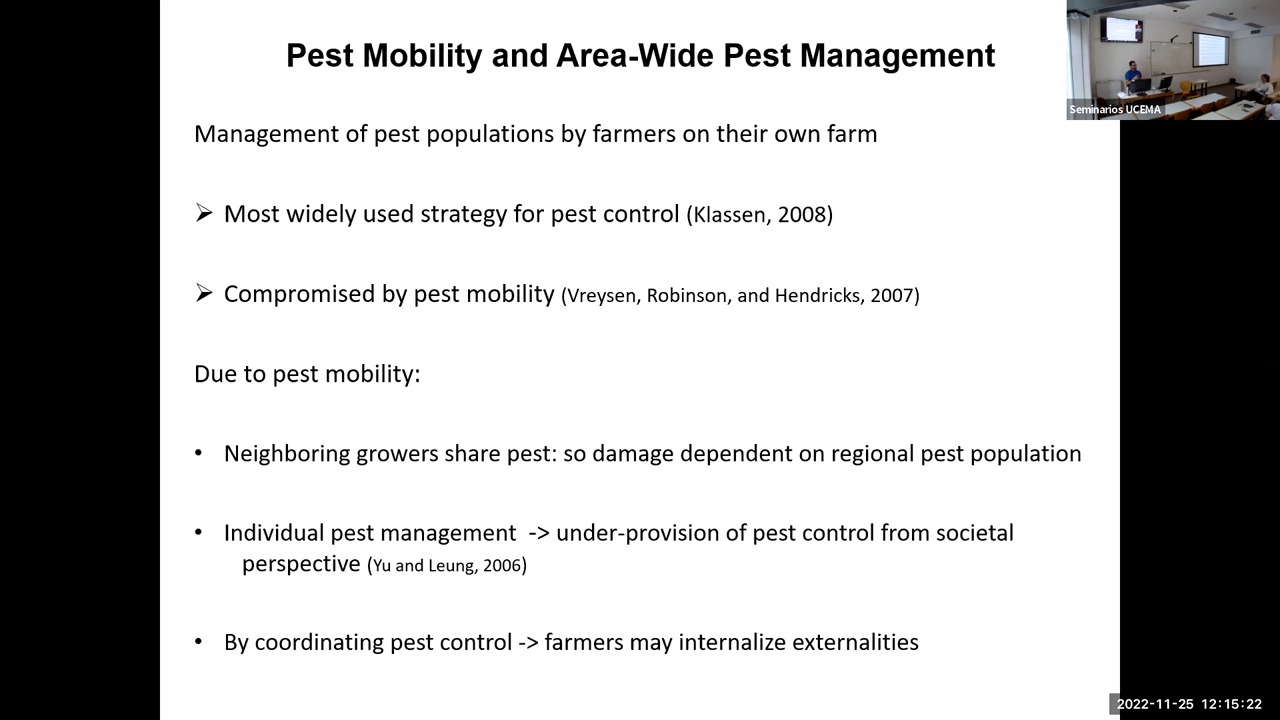 Pest Mobility and Area-Wide Pest Management
Seminarios UCEMA
Management of pest populations by farmers on their own farm
➢ Most widely used strategy for pest control (Klassen, 2008)
➢ Compromised by pest mobility (Vreysen, Robinson, and Hendricks, 2007)
Due to pest mobility:
• Neighboring growers share pest: so damage dependent on regional pest population
• Individual pest management -> under-provision of pest control from societal
perspective (Yu and Leung, 2006)
• By coordinating pest control -> farmers may internalize externalities
2022-11-25 12:15:22